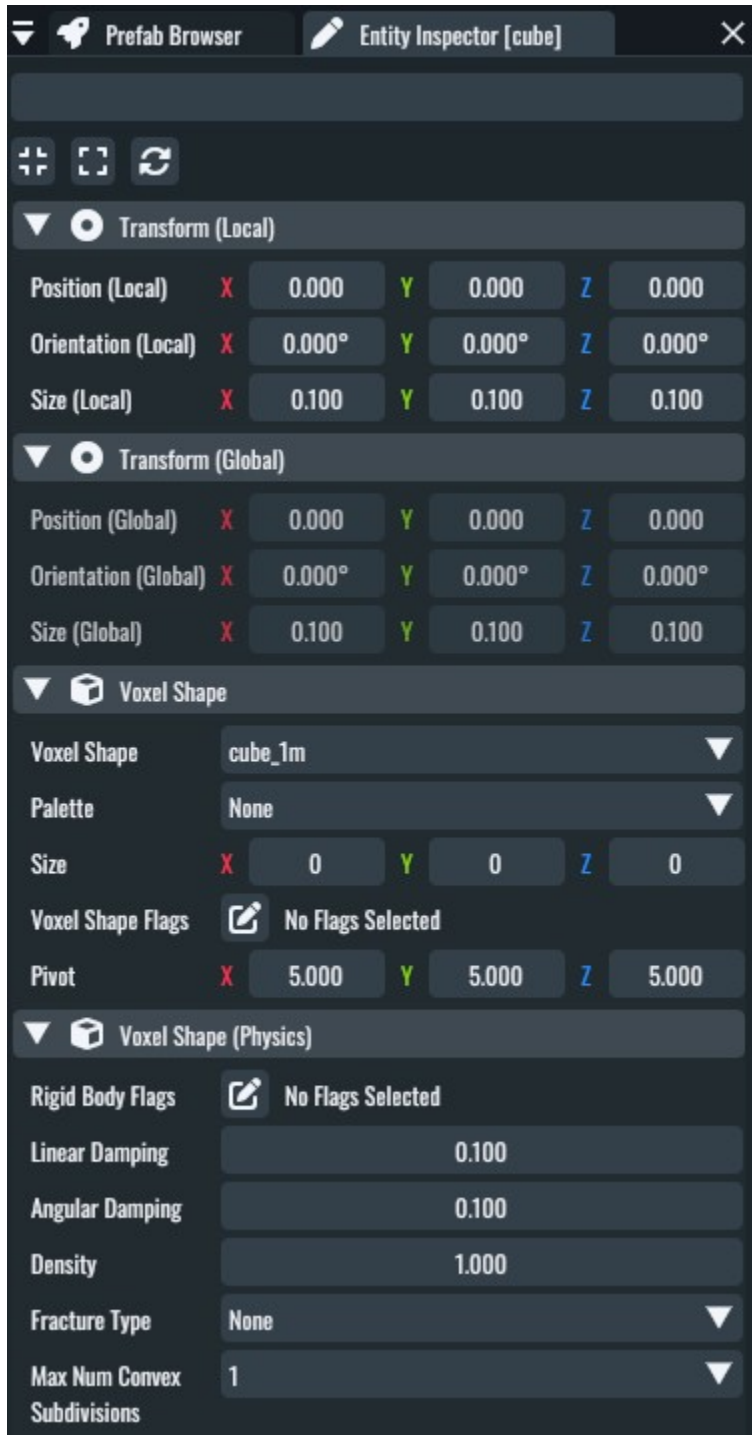 Prefab Browser Entity Inspector [cube]
Transform (Local)
Position (Local) X 0.000 Y 0.000 Z 0.000
Orientation (Local) X 0.000° Y 0.000° Z 0.000°
Size (Local) X 0.100 Y 0.100 Z 0.100
Transform (Global)
Position (Global) X 0.000 Y 0.000 Z 0.000
Orientation (Global) X 0.000° Y 0.000° Z 0.000°
Size (Global) X 0.100 Y 0.100 Z 0.100
Voxel Shape
Voxel Shape cube_1m
Palette None
Size X 0 Y 0 Z 0
Voxel Shape Flags No Flags Selected
Pivot X 5.000 Y 5.000 Z 5.000
Voxel Shape (Physics)
Rigid Body Flags No Flags Selected
Linear Damping 0.100
Angular Damping 0.100
Density 1.000
Fracture Type None
Max Num Convex 1
Subdivisions